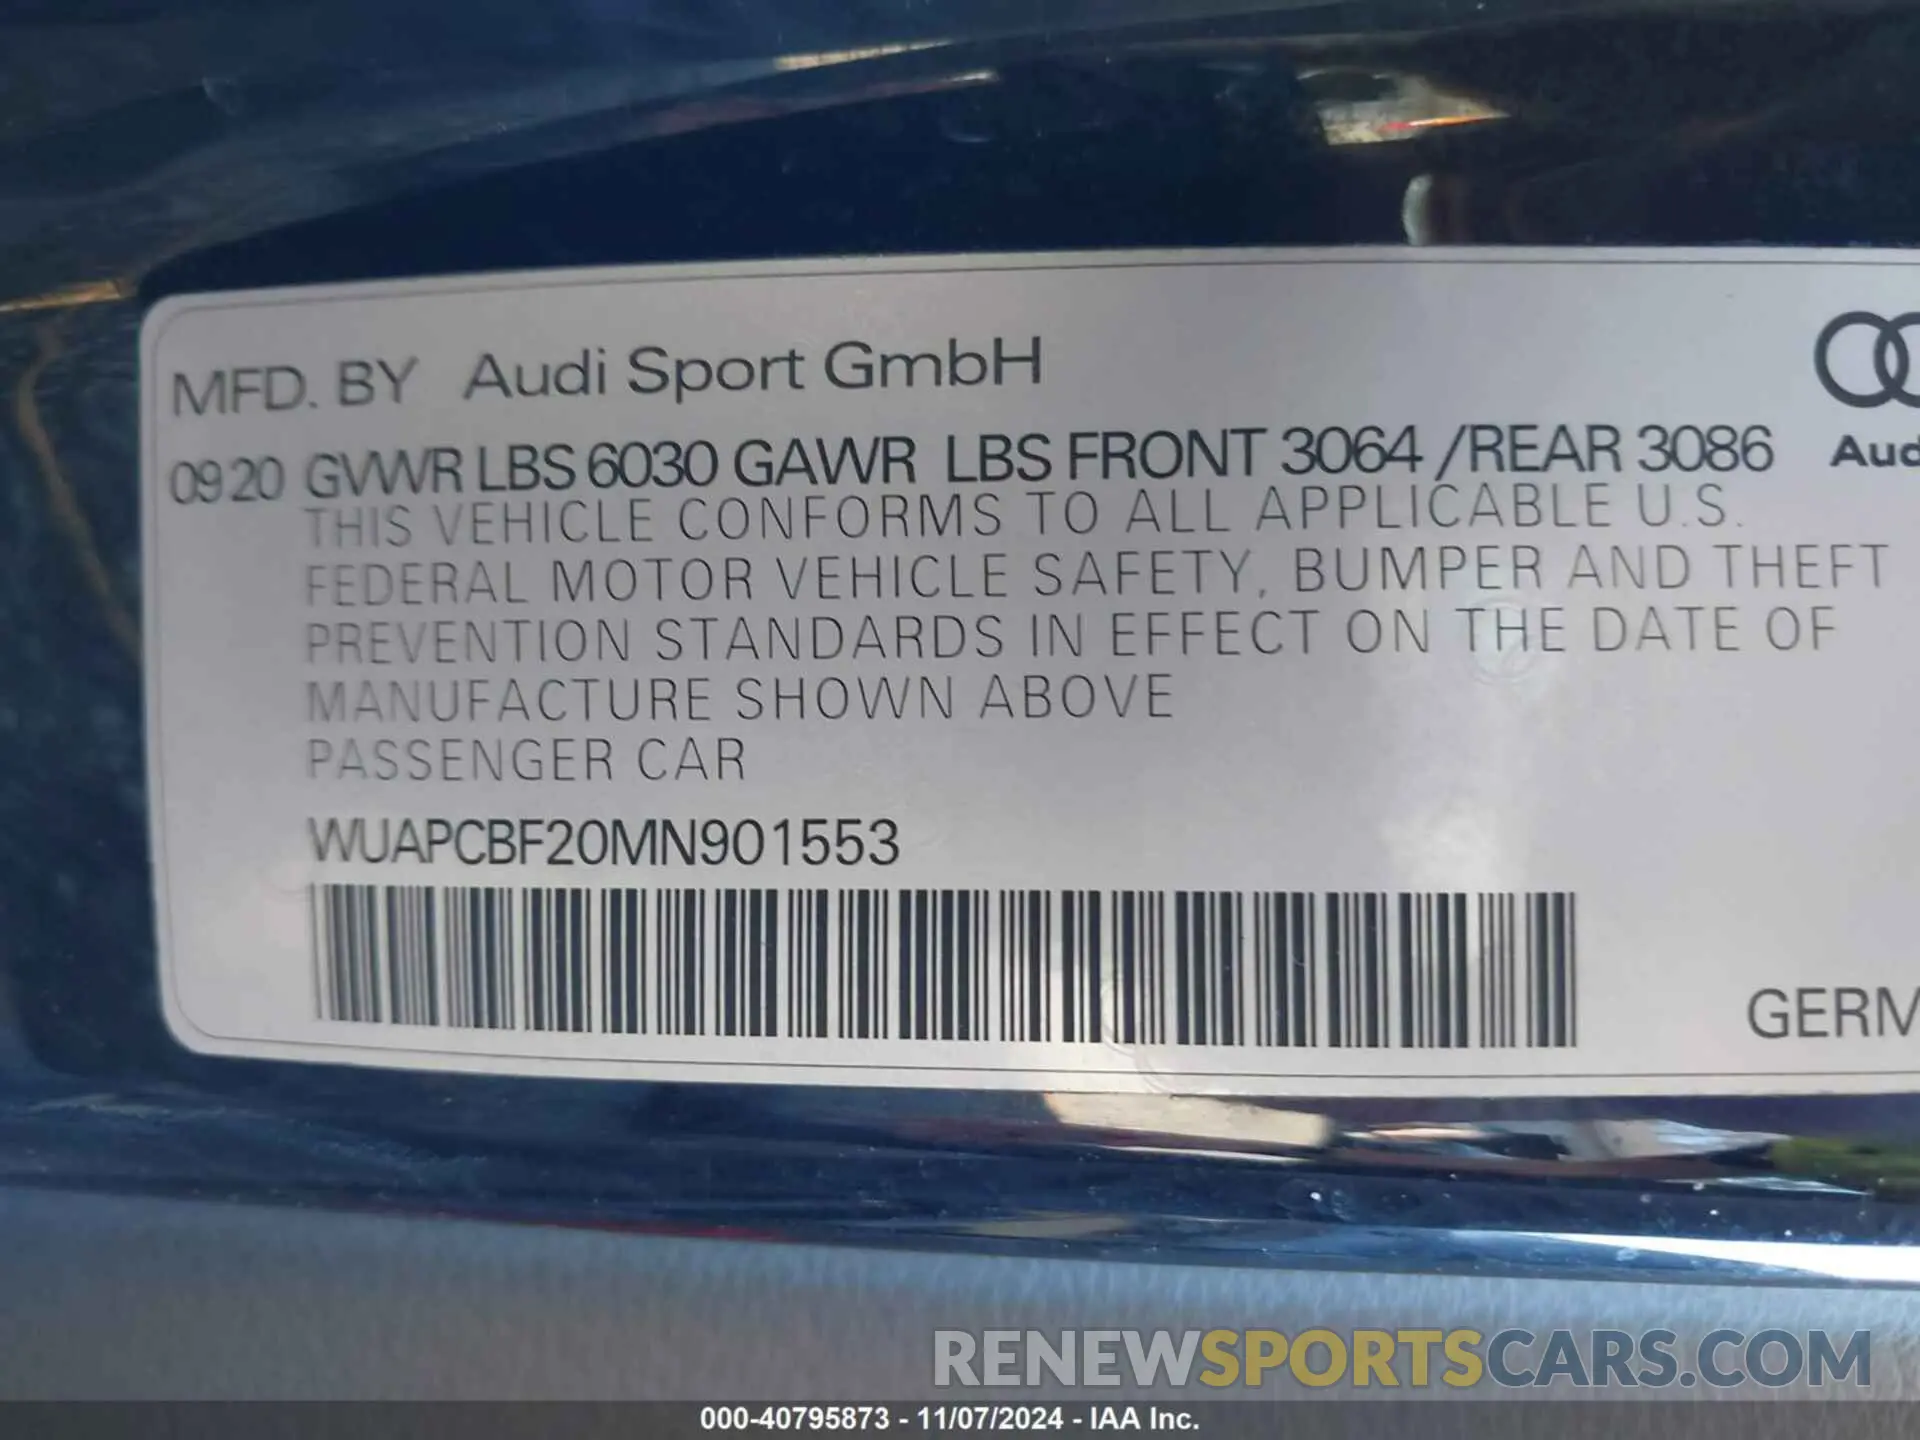 MFD. BY Audi Sport GmbH
09 20 GVWR LBS 6030 GAWR LBS FRONT 3064 /REAR 3086
THIS VEHICLE CONFORMS TO ALL APPLICABLE U.S.
FEDERAL MOTOR VEHICLE SAFETY, BUMPER AND THEFT
PREVENTION STANDARDS IN EFFECT ON THE DATE OF
MANUFACTURE SHOWN ABOVE
PASSENGER CAR
WUAPCBF20MN901553
RENEWSPORTSCARS.COM
000-40795873 - 11/07/2024 - IAA Inc.